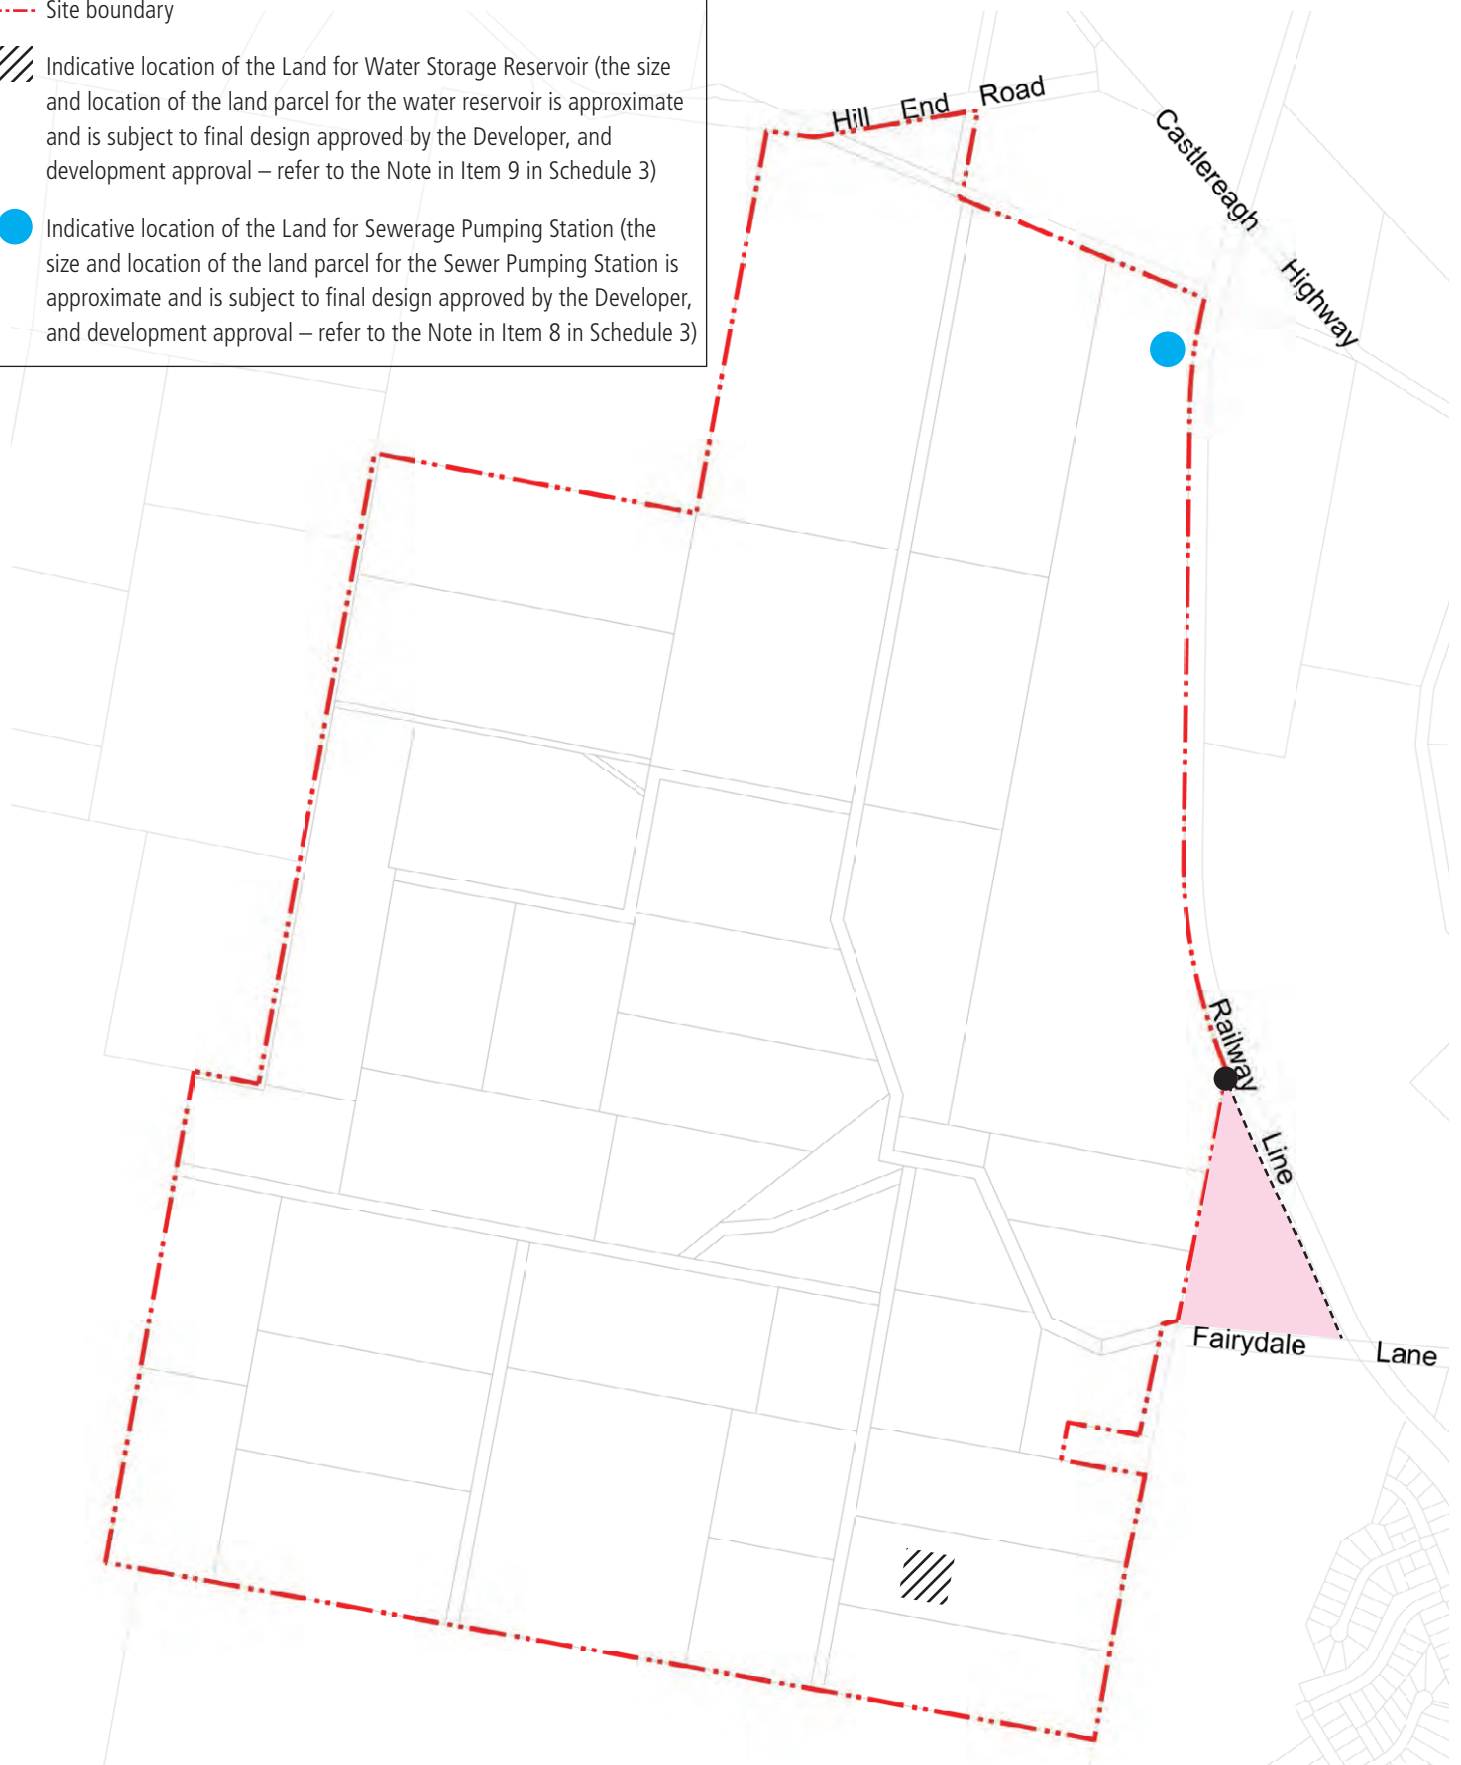 Site boundary
Indicative location of the Land for Water Storage Reservoir (the size
and location of the land parcel for the water reservoir is approximate
and is subject to final design approved by the Developer, and
development approval – refer to the Note in Item 9 in Schedule 3)
Indicative location of the Land for Sewerage Pumping Station (the
size and location of the land parcel for the Sewer Pumping Station is
approximate and is subject to final design approved by the Developer,
and development approval – refer to the Note in Item 8 in Schedule 3)
Hill End Road
Castlereagh Highway
Railway Line
Fairydale Lane